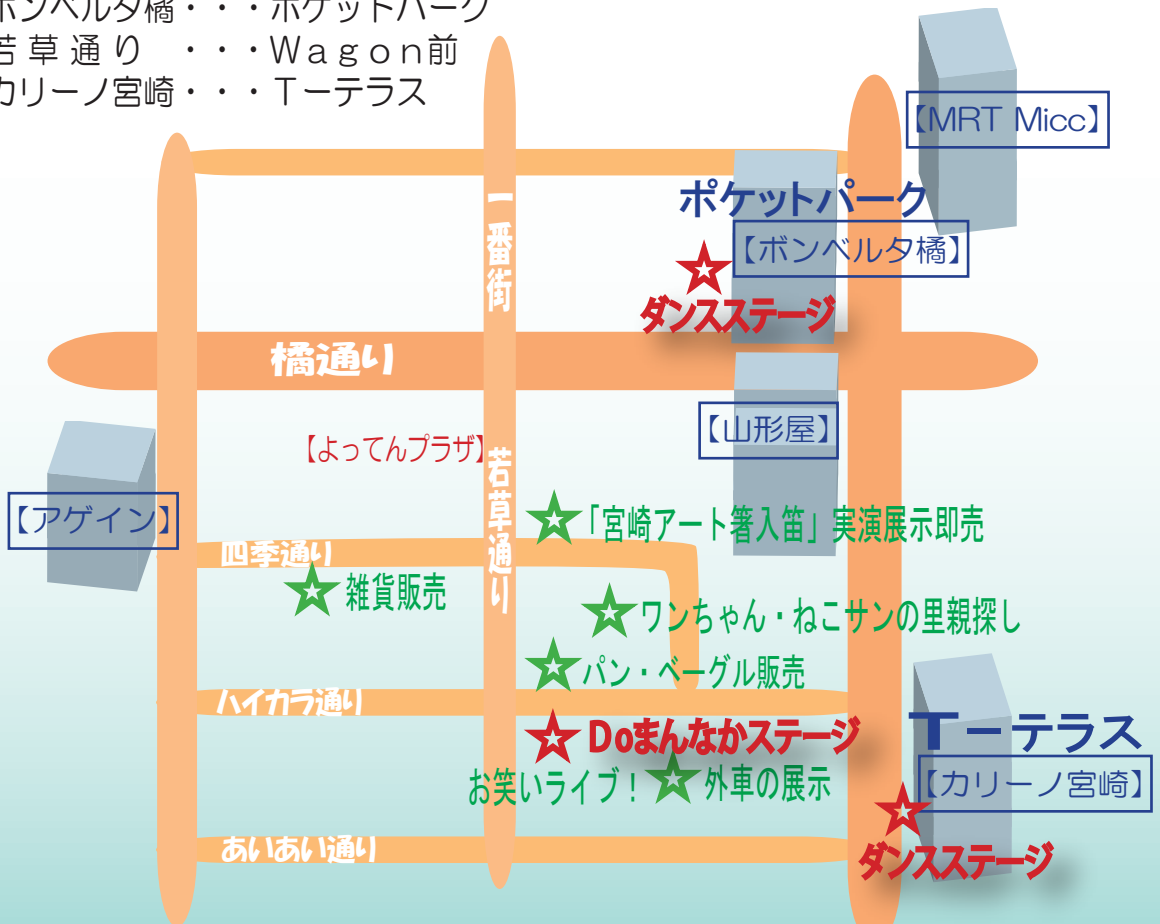 ボンベルタ橘・・・ポケットパーク
若草通り ・・・Wagon前
カリーノ宮崎・・・Tーテラス
【MRT Micc】
ポケットパーク
【ボンベルタ橘】
ダンスステージ
一番街
橘通り
【山形屋】
【よってんプラザ】
若草通り
【アゲイン】
「宮崎アート箸入笛」実演展示即売
四季通り
雑貨販売
ワンちゃん・ねこサンの里親探し
パン・ベーグル販売
ハイカラ通り
Doまんなかステージ
お笑いライブ!
外車の展示
Tーテラス
【カリーノ宮崎】
ダンスステージ
あいあい通り